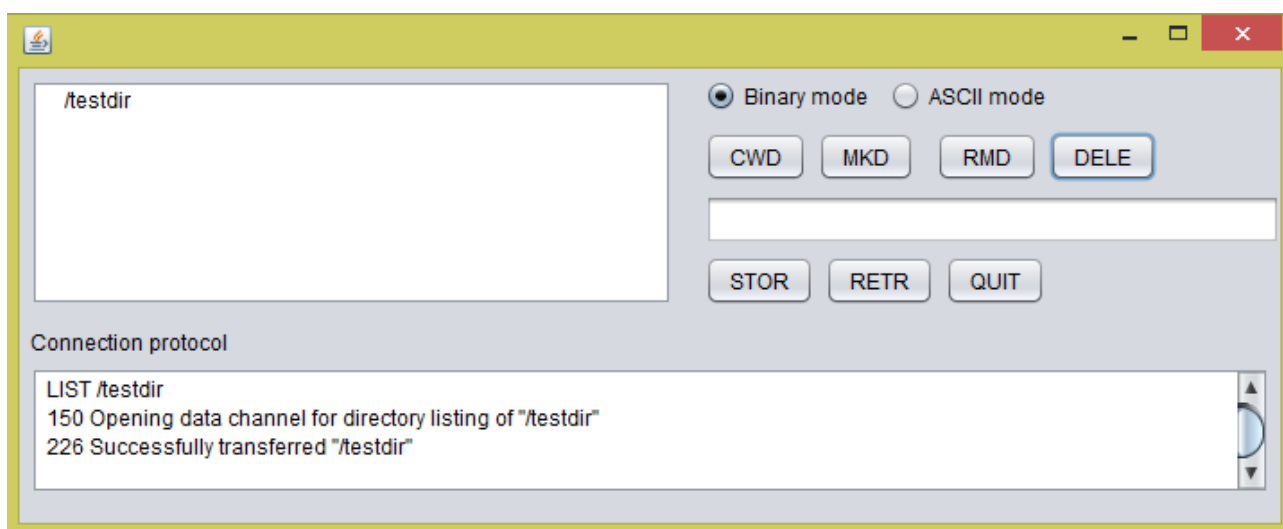 /testdir
Binary mode ASCII mode
CWD MKD RMD DELE
STOR RETR QUIT
Connection protocol
LIST /testdir
150 Opening data channel for directory listing of "/testdir"
226 Successfully transferred "/testdir"